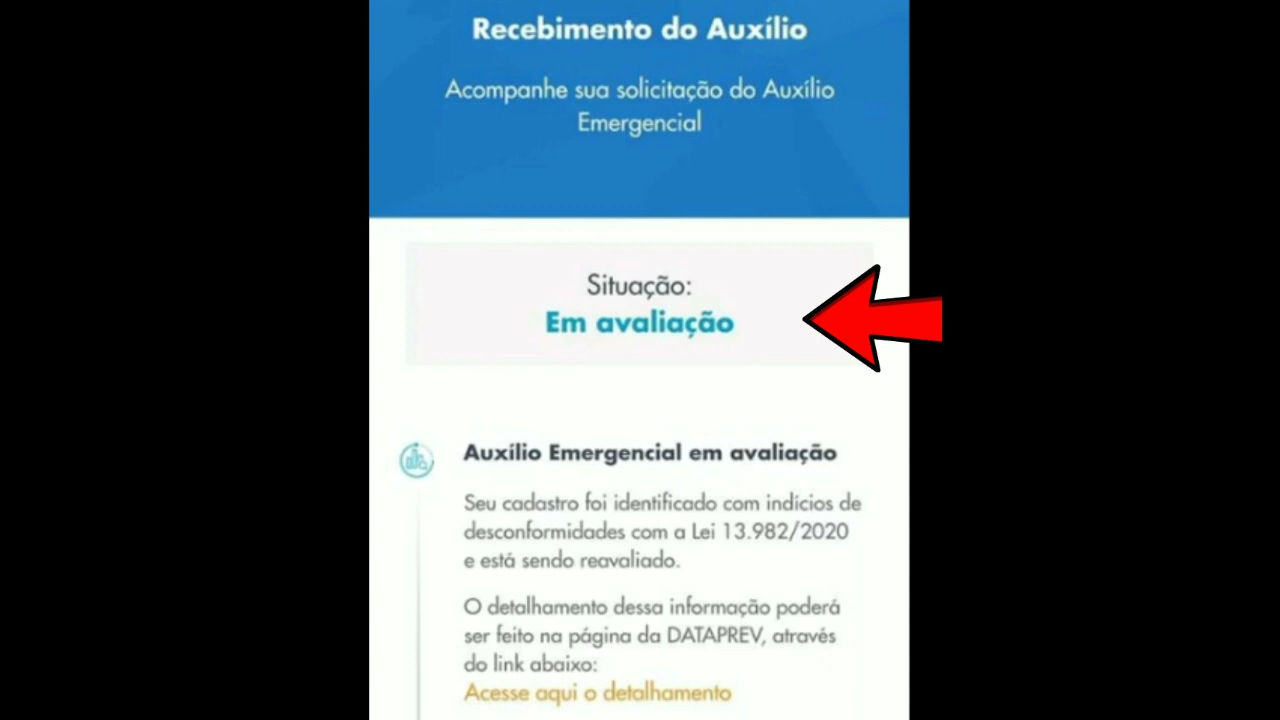 Recebimento do Auxílio
Acompanhe sua solicitação do Auxílio
Emergencial
Situação:
Em avaliação
Auxílio Emergencial em avaliação
Seu cadastro foi identificado com indícios de
desconformidades com a Lei 13.982/2020
e está sendo reavaliado.
O detalhamento dessa informação poderá
ser feito na página da DATAPREV, através
do link abaixo:
Acesse aqui o detalhamento